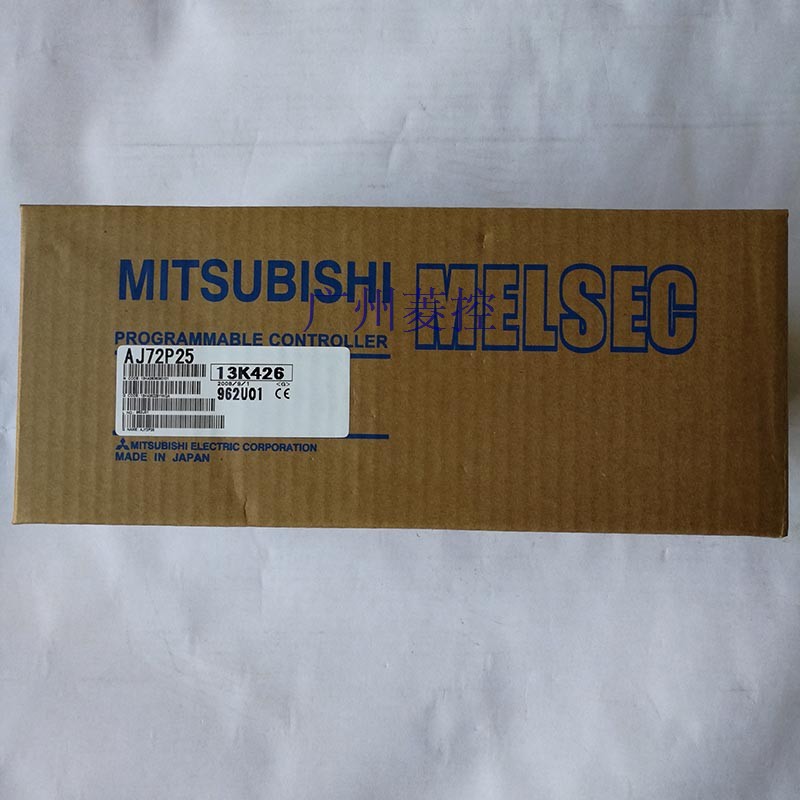 MITSUBISHI MELSEC
广州菱控
PROGRAMMABLE CONTROLLER
AJ72P25
13K426
2008/9/1 <G>
962U01 CE
MITSUBISHI ELECTRIC CORPORATION
MADE IN JAPAN